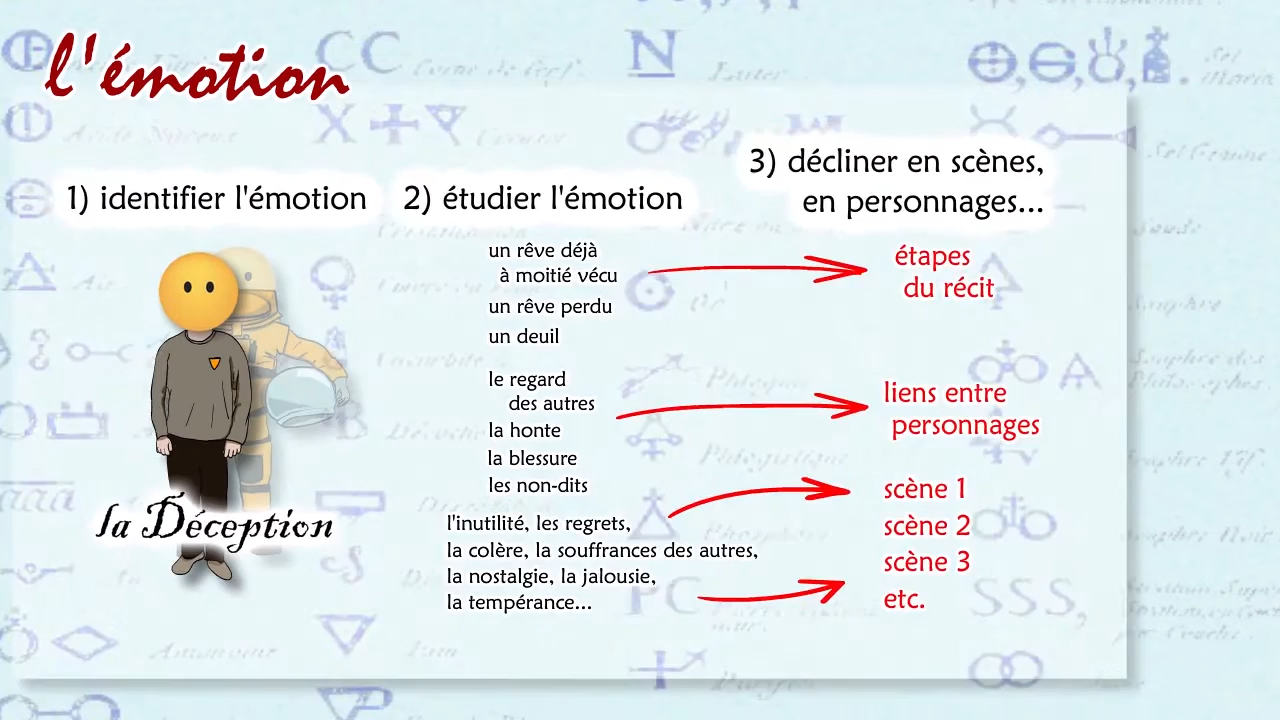 l'émotion
1) identifier l'émotion
la Déception
2) étudier l'émotion
un rêve déjà
à moitié vécu
un rêve perdu
un deuil
le regard
des autres
la honte
la blessure
les non-dits
l'inutilité, les regrets,
la colère, la souffrances des autres,
la nostalgie, la jalousie,
la tempérance...
3) décliner en scènes,
en personnages...
étapes
du récit
liens entre
personnages
scène 1
scène 2
scène 3
etc.